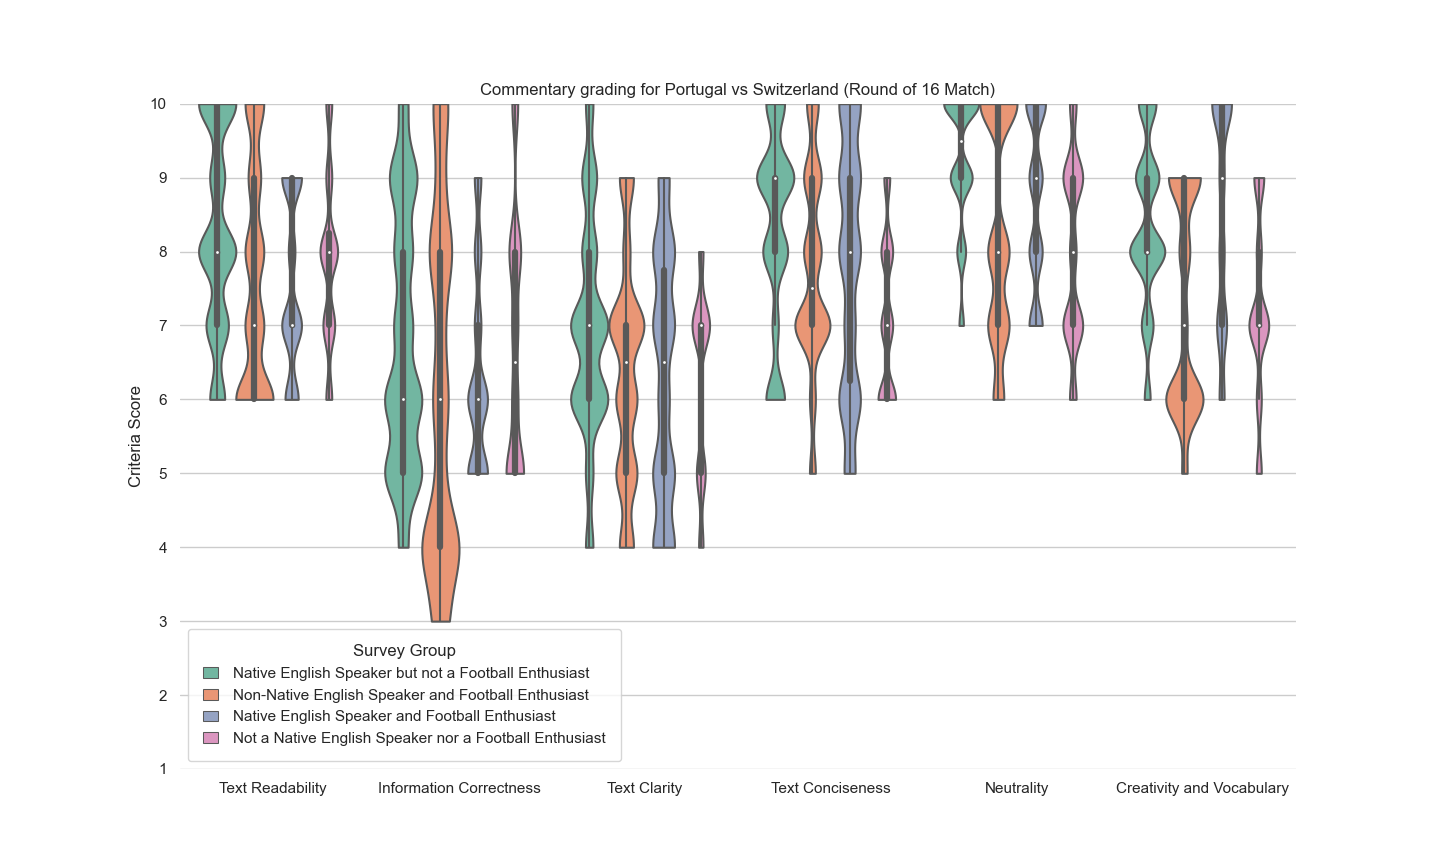 Commentary grading for Portugal vs Switzerland (Round of 16 Match)
10
9
8
7
6
5
4
3
2
1
Criteria Score
Survey Group
Native English Speaker but not a Football Enthusiast
Non-Native English Speaker and Football Enthusiast
Native English Speaker and Football Enthusiast
Not a Native English Speaker nor a Football Enthusiast
Text Readability
Information Correctness
Text Clarity
Text Conciseness
Neutrality
Creativity and Vocabulary